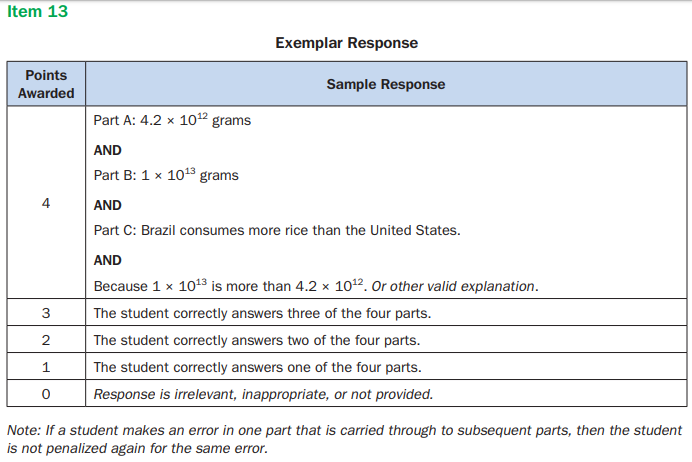 Item 13
Exemplar Response
Points
Awarded
Sample Response
4
Part A: 4.2 × 10¹² grams
AND
Part B: 1 × 10¹³ grams
AND
Part C: Brazil consumes more rice than the United States.
AND
Because 1 × 10¹³ is more than 4.2 × 10¹². Or other valid explanation.
3 The student correctly answers three of the four parts.
2 The student correctly answers two of the four parts.
1 The student correctly answers one of the four parts.
0 Response is irrelevant, inappropriate, or not provided.
Note: If a student makes an error in one part that is carried through to subsequent parts, then the student
is not penalized again for the same error.